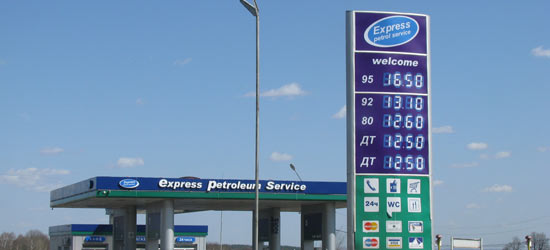 Express
petrol service
welcome
95 16.50
92 13.10
80 12.60
ДТ 12.50
ДТ 12.50
24ч WC
express Petroleum Service